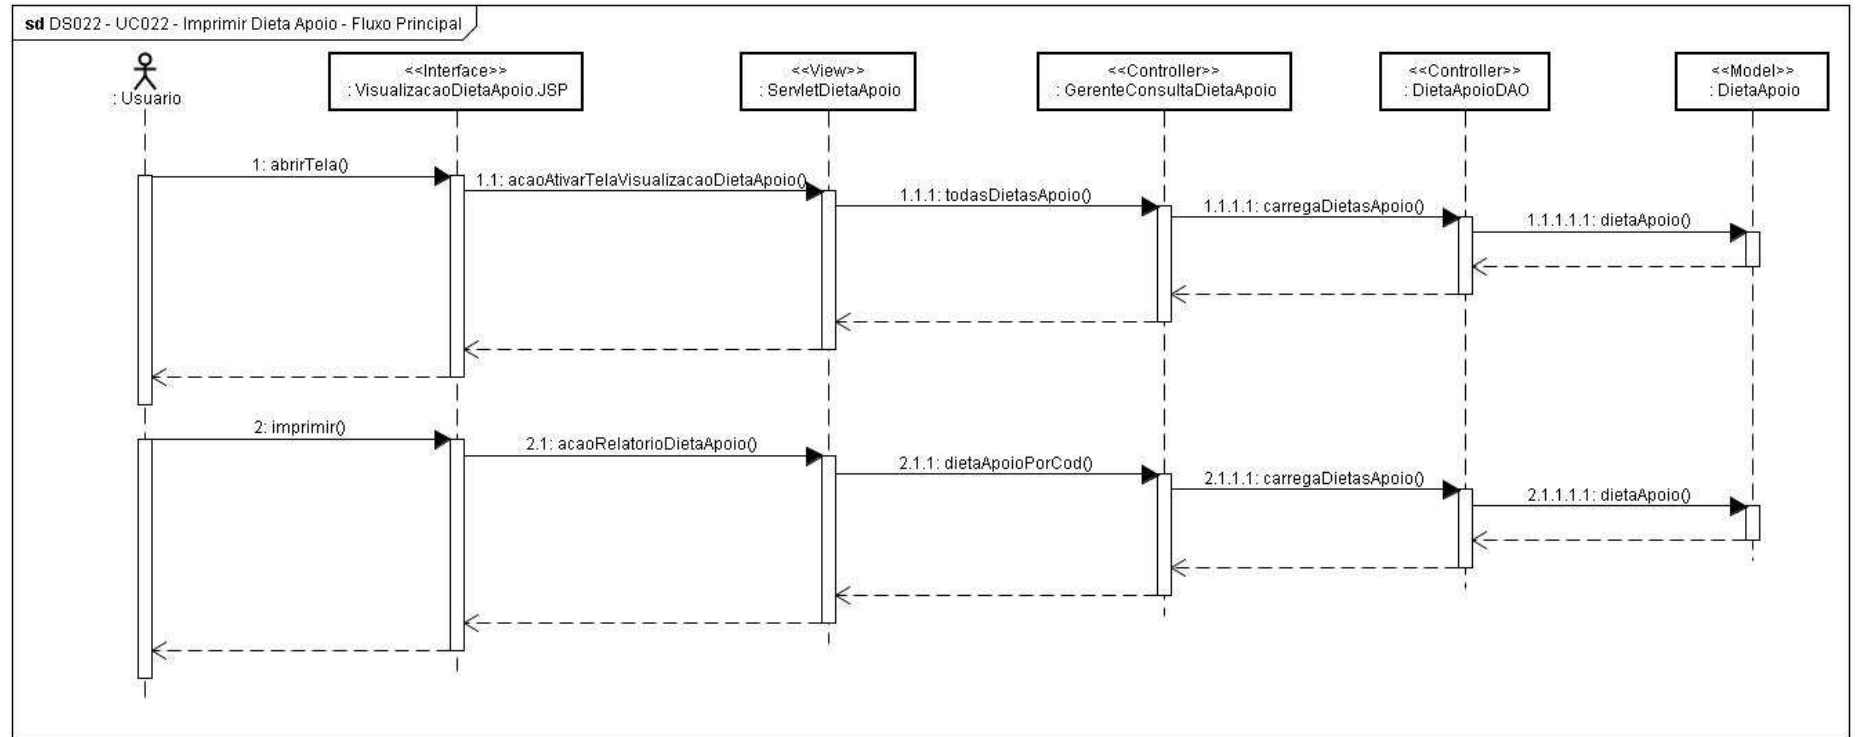 sd DS022 - UC022 - Imprimir Dieta Apoio - Fluxo Principal
: Usuario
<<Interface>>
: VisualizacaoDietaApoio.JSP
<<View>>
: ServletDietaApoio
<<Controller>>
: GerenteConsultaDietaApoio
<<Controller>>
: DietaApoioDAO
<<Model>>
: DietaApoio
1: abrirTela()
1.1: acaoAtivarTelaVisualizacaoDietaApoio()
1.1.1: todasDietasApoio()
1.1.1.1: carregaDietasApoio()
1.1.1.1.1: dietaApoio()
2: imprimir()
2.1: acaoRelatorioDietaApoio()
2.1.1: dietaApoioPorCod()
2.1.1.1: carregaDietasApoio()
2.1.1.1.1: dietaApoio()